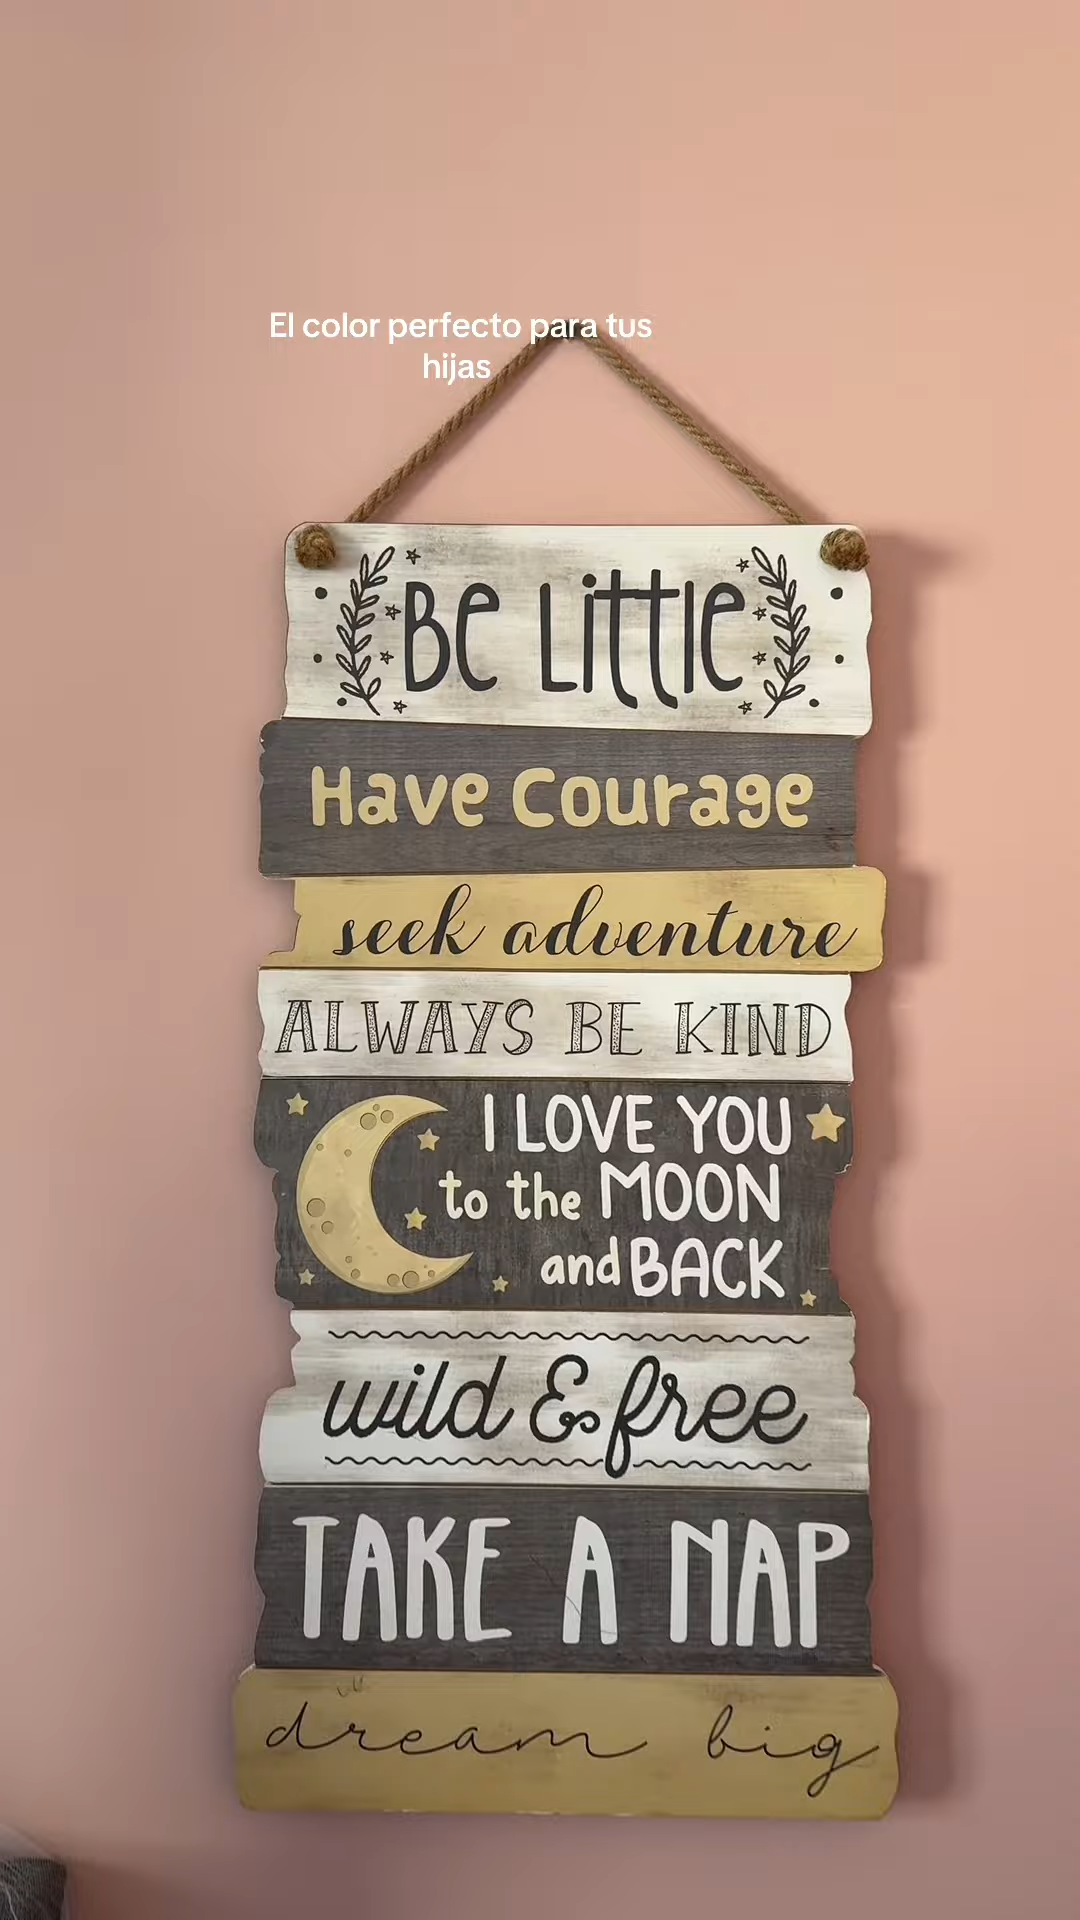 El color perfecto para tus
hijas
Be Little
Have Courage
seek adventure
ALWAYS BE KIND
I LOVE YOU
to the MOON
and BACK
wild & free
TAKE A NAP
dream big